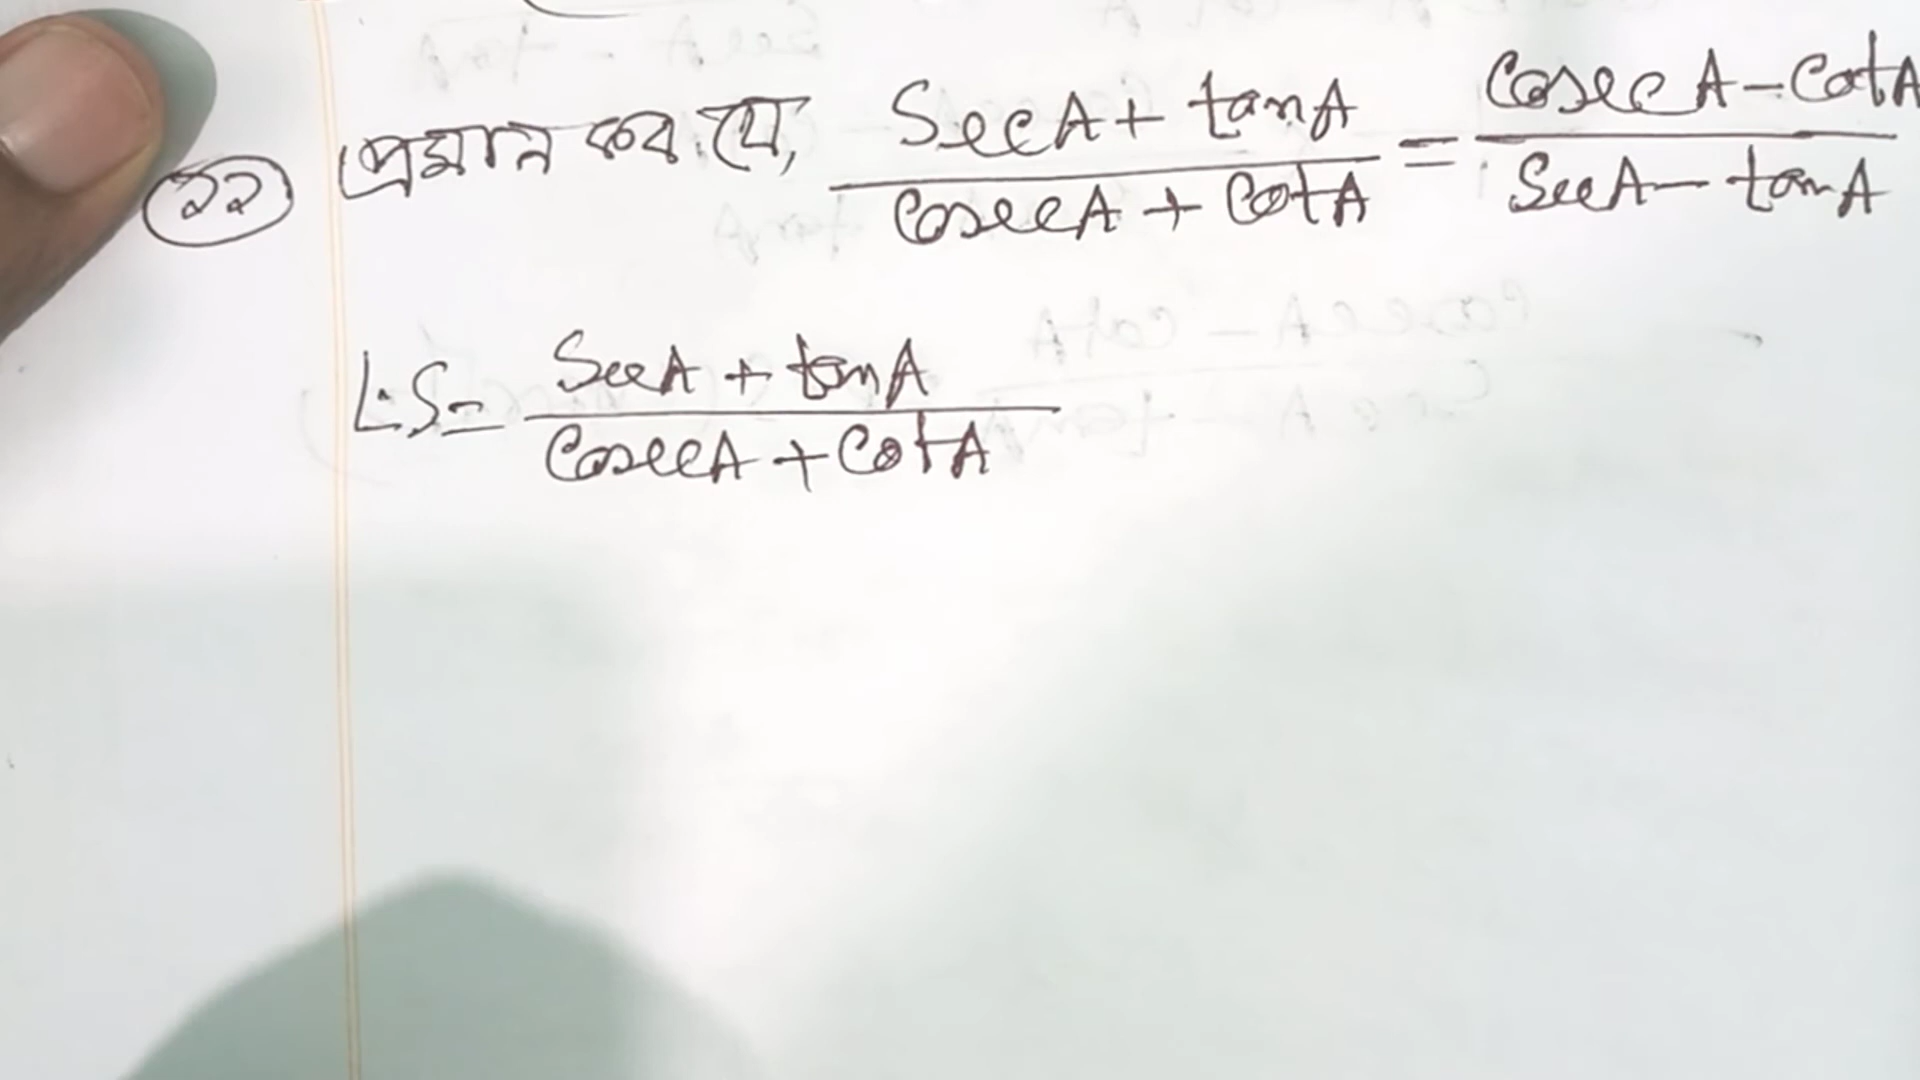 ২২ প্রমান কর যে, SecA + tanA / CosecA + CotA = CosecA - CotA / SecA - tanA
L.S = SecA + tanA / CosecA + CotA